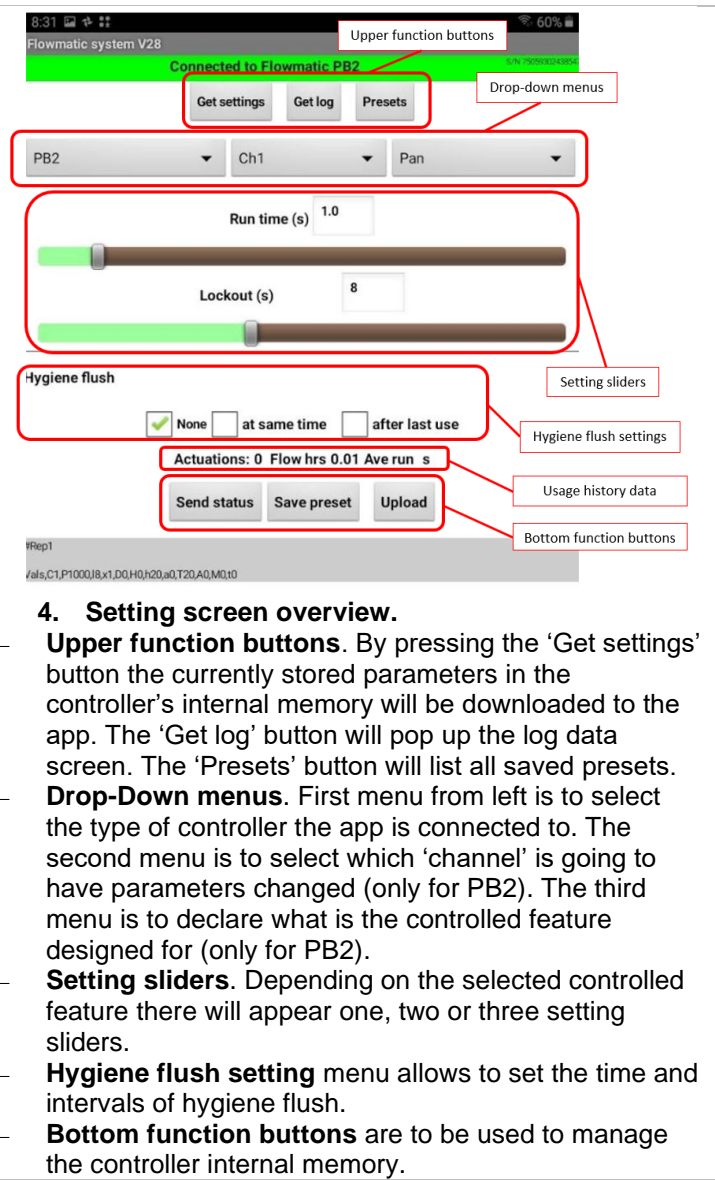 8:31 60%
Flowmatic system V28
Upper function buttons
Connected to Flowmatic PB2
Drop-down menus
Get settings Get log Presets
PB2 Ch1 Pan
Run time (s) 1.0
Lockout (s) 8
Setting sliders
Hygiene flush
Hygiene flush settings
None at same time after last use
Actuations: 0 Flow hrs 0.01 Ave run s
Usage history data
Send status Save preset Upload
Bottom function buttons
#Rep1
/als,C1,P1000,l8,x1,D0,H0,h20,a0,T20,A0,M0,t0
4. Setting screen overview.
– Upper function buttons. By pressing the ‘Get settings’
button the currently stored parameters in the
controller’s internal memory will be downloaded to the
app. The ‘Get log’ button will pop up the log data
screen. The ‘Presets’ button will list all saved presets.
– Drop-Down menus. First menu from left is to select
the type of controller the app is connected to. The
second menu is to select which ‘channel’ is going to
have parameters changed (only for PB2). The third
menu is to declare what is the controlled feature
designed for (only for PB2).
– Setting sliders. Depending on the selected controlled
feature there will appear one, two or three setting
sliders.
– Hygiene flush setting menu allows to set the time and
intervals of hygiene flush.
– Bottom function buttons are to be used to manage
the controller internal memory.